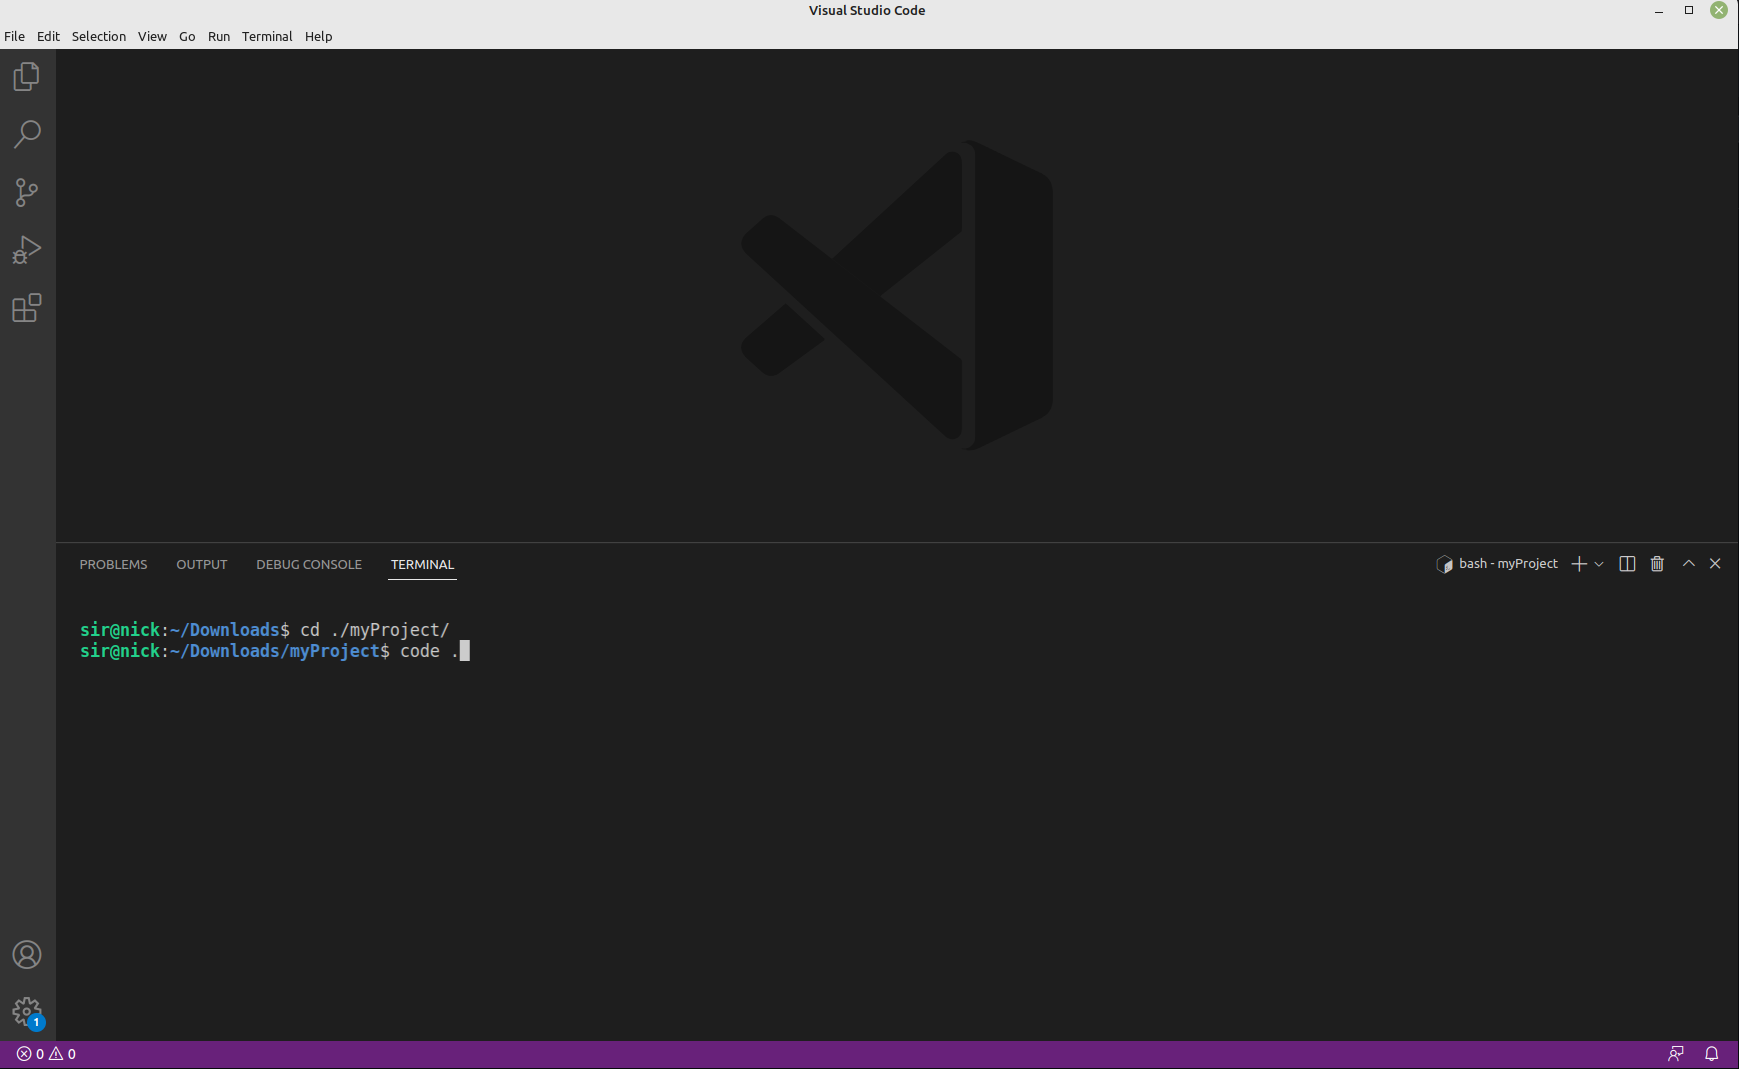 Visual Studio Code
File Edit Selection View Go Run Terminal Help
PROBLEMS OUTPUT DEBUG CONSOLE TERMINAL bash - myProject
sir@nick:~/Downloads$ cd ./myProject/
sir@nick:~/Downloads/myProject$ code .
1
0 0